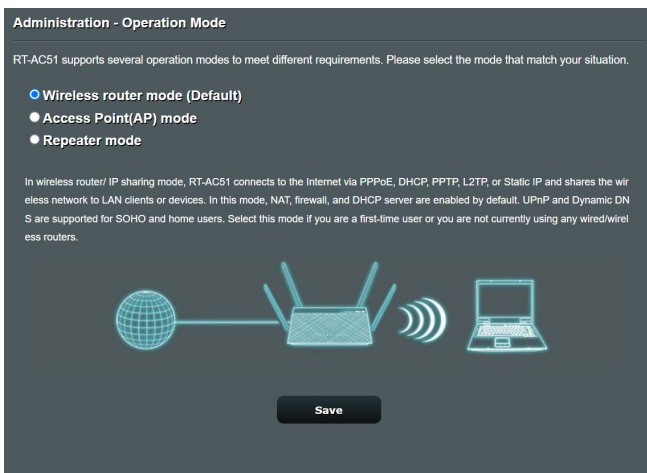 Administration - Operation Mode
RT-AC51 supports several operation modes to meet different requirements. Please select the mode that match your situation.
Wireless router mode (Default)
Access Point(AP) mode
Repeater mode
In wireless router/ IP sharing mode, RT-AC51 connects to the Internet via PPPoE, DHCP, PPTP, L2TP, or Static IP and shares the wir
eless network to LAN clients or devices. In this mode, NAT, firewall, and DHCP server are enabled by default. UPnP and Dynamic DN
S are supported for SOHO and home users. Select this mode if you are a first-time user or you are not currently using any wired/wirel
ess routers.
Save